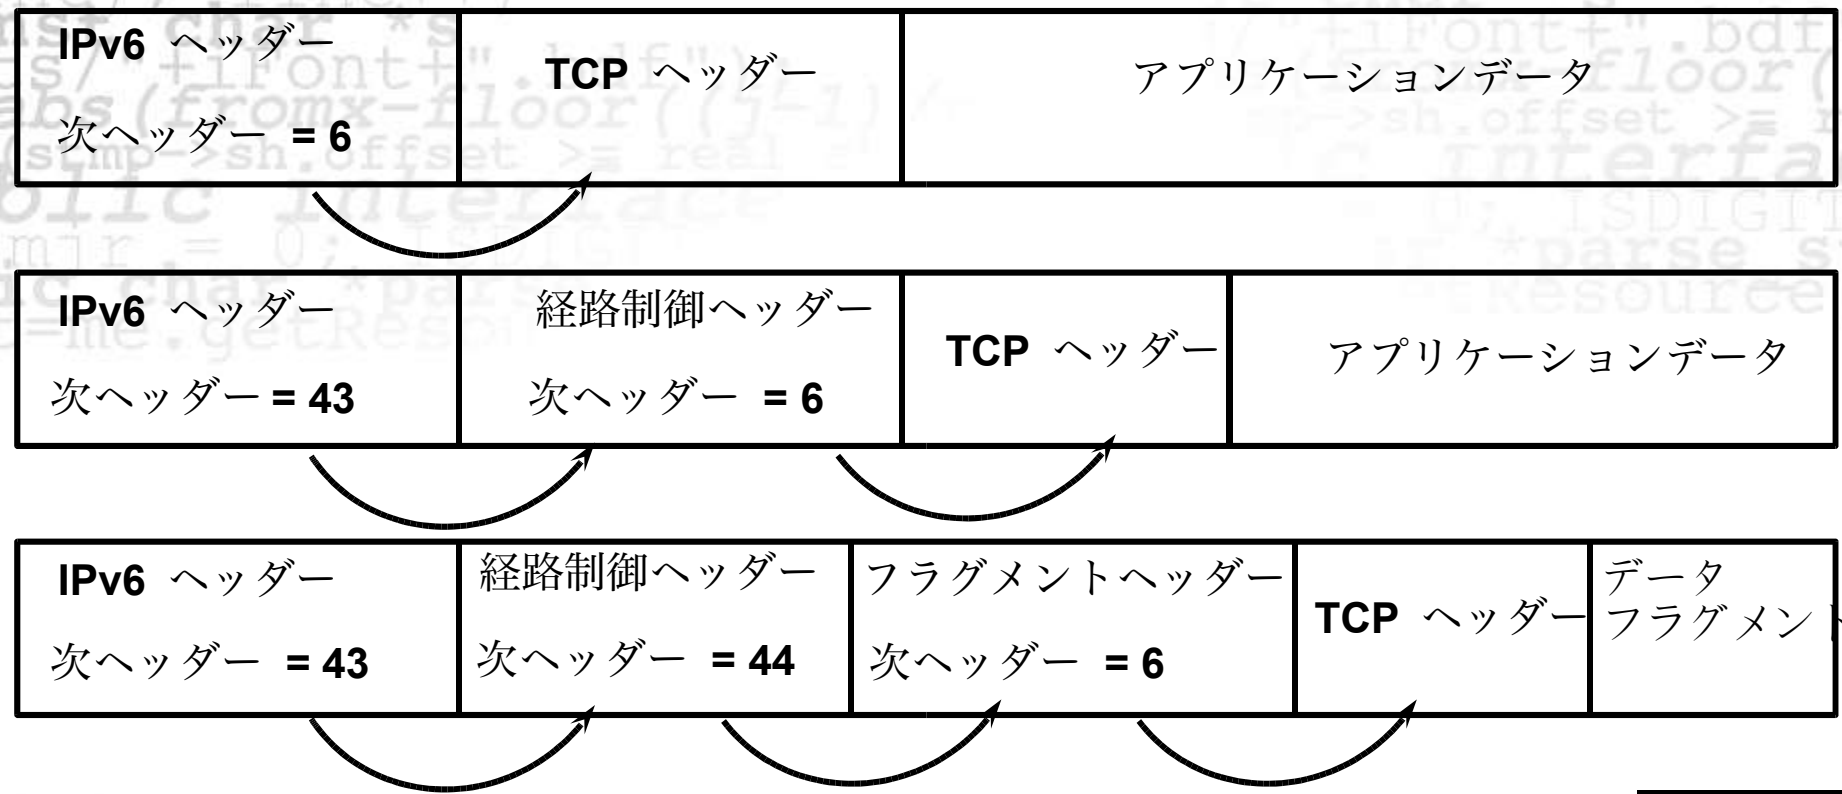 IPv6 ヘッダー
次ヘッダー = 6
TCP ヘッダー
アプリケーションデータ
IPv6 ヘッダー
次ヘッダー = 43
経路制御ヘッダー
次ヘッダー = 6
TCP ヘッダー
アプリケーションデータ
IPv6 ヘッダー
次ヘッダー = 43
経路制御ヘッダー
次ヘッダー = 44
フラグメントヘッダー
次ヘッダー = 6
TCP ヘッダー
データ
フラグメント